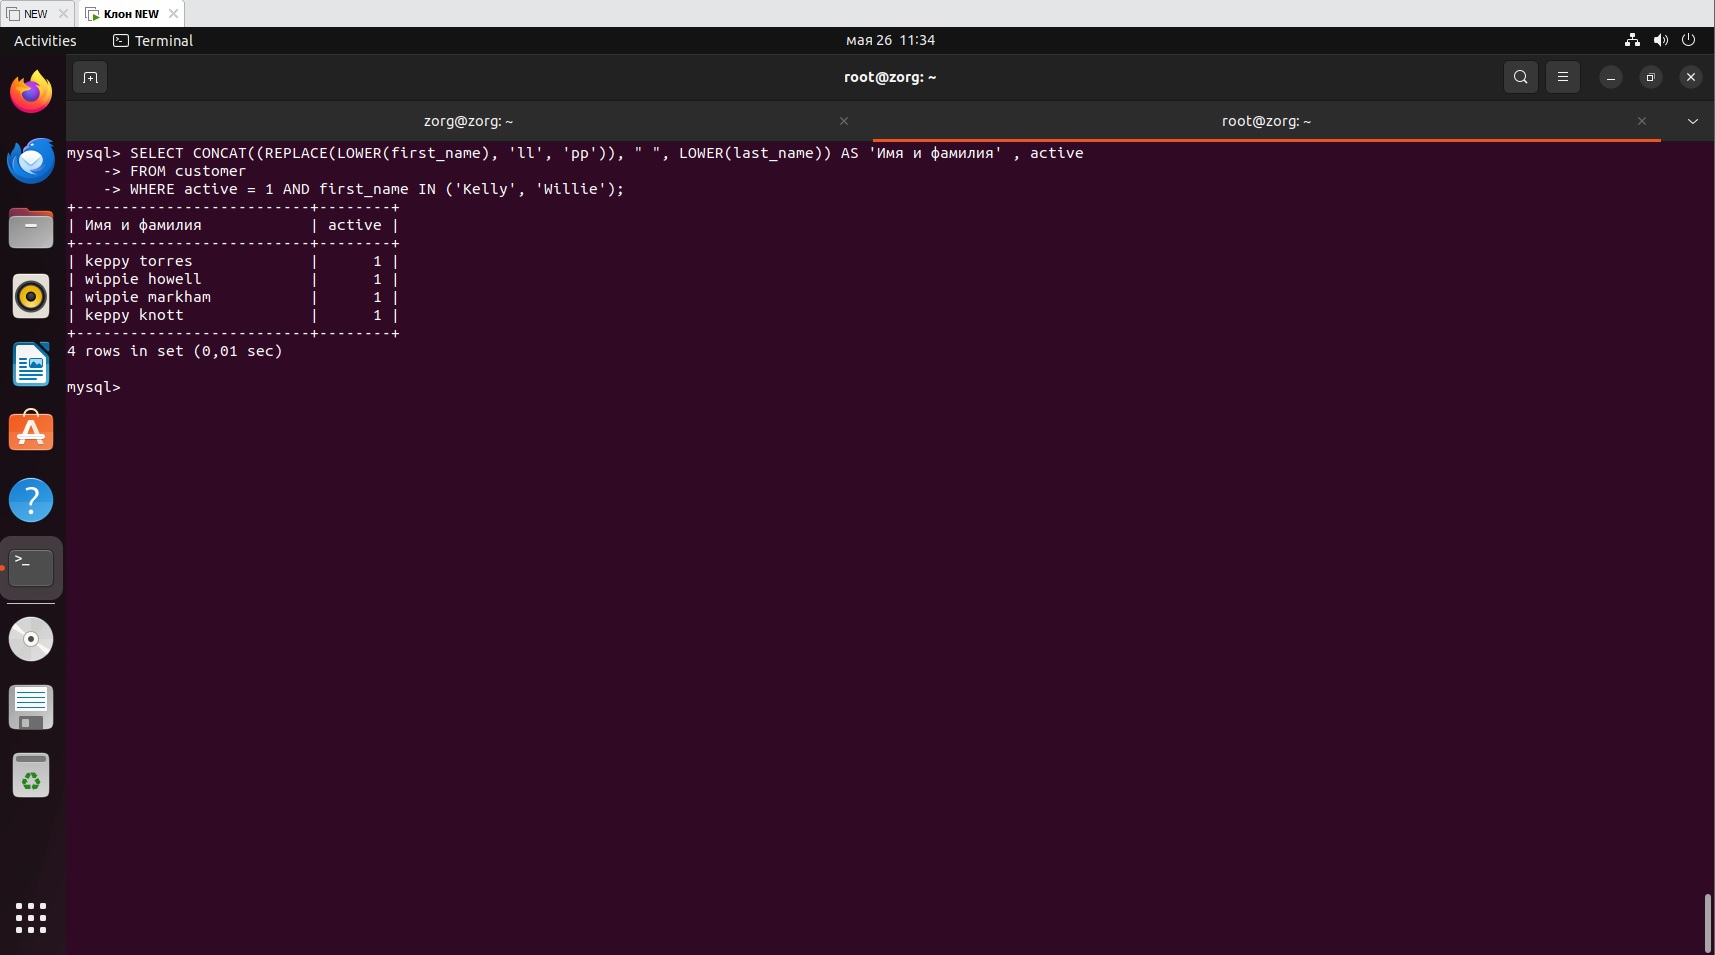 NEW Клон NEW
Activities Terminal мая 26 11:34
root@zorg: ~
zorg@zorg: ~ root@zorg: ~
mysql> SELECT CONCAT((REPLACE(LOWER(first_name), 'll', 'pp')), " ", LOWER(last_name)) AS 'Имя и фамилия' , active
-> FROM customer
-> WHERE active = 1 AND first_name IN ('Kelly', 'Willie');
+--------------------------+--------+
| Имя и фамилия | active |
+--------------------------+--------+
| keppy torres | 1 |
| wippie howell | 1 |
| wippie markham | 1 |
| keppy knott | 1 |
+--------------------------+--------+
4 rows in set (0,01 sec)
mysql>